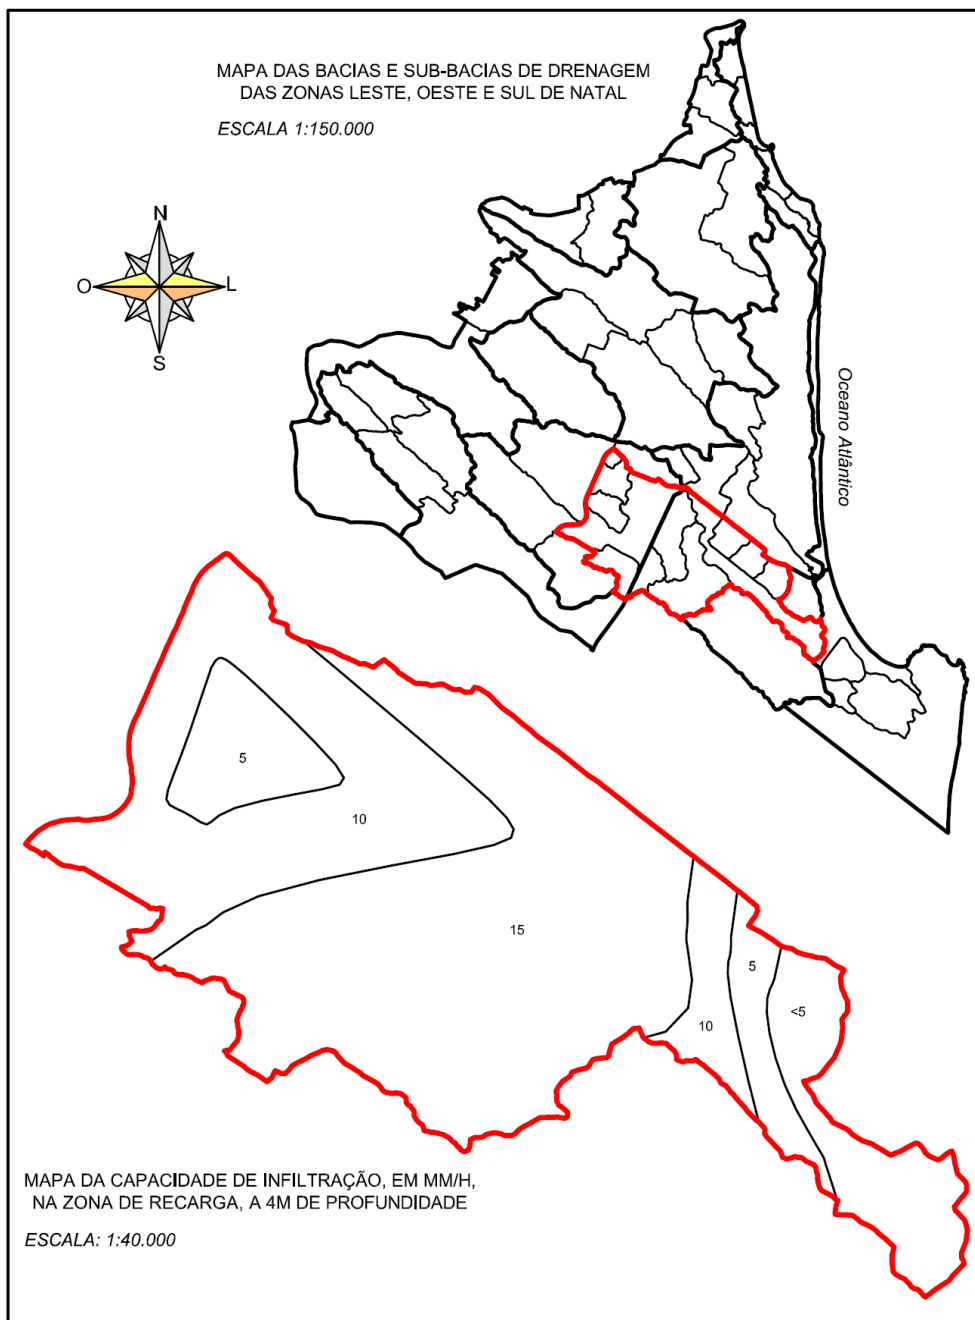 MAPA DAS BACIAS E SUB-BACIAS DE DRENAGEM
DAS ZONAS LESTE, OESTE E SUL DE NATAL
ESCALA 1:150.000
N
O
L
S
Oceano Atlântico
5
10
15
5
<5
10
MAPA DA CAPACIDADE DE INFILTRAÇÃO, EM MM/H,
NA ZONA DE RECARGA, A 4M DE PROFUNDIDADE
ESCALA: 1:40.000